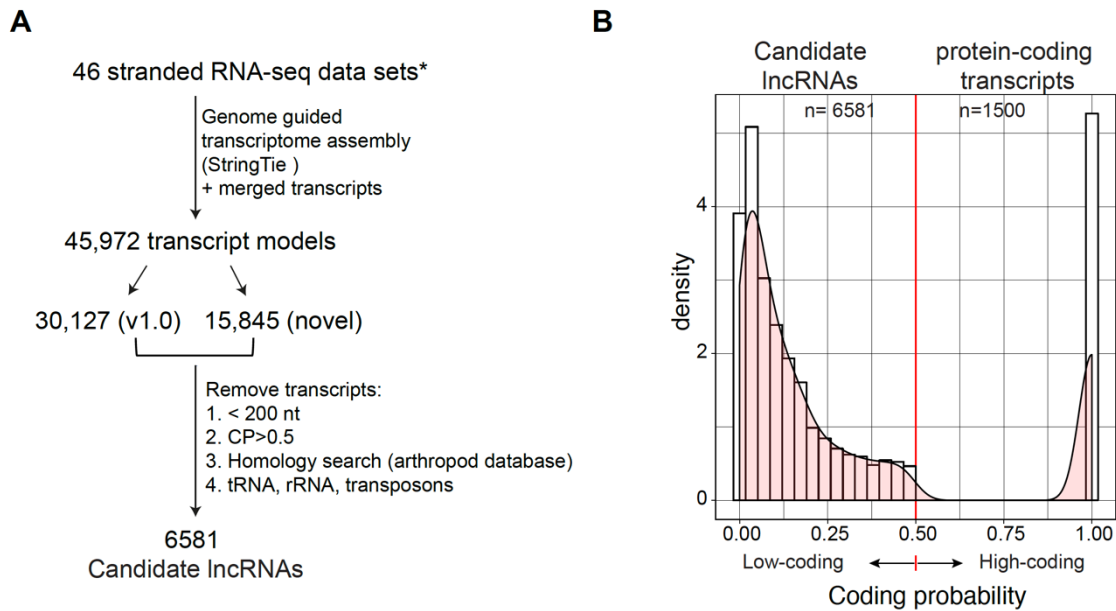 A
46 stranded RNA-seq data sets*
Genome guided
transcriptome assembly
(StringTie )
+ merged transcripts
45,972 transcript models
30,127 (v1.0)
15,845 (novel)
Remove transcripts:
1. < 200 nt
2. CP>0.5
3. Homology search (arthropod database)
4. tRNA, rRNA, transposons
6581
Candidate lncRNAs
B
Candidate
lncRNAs
protein-coding
transcripts
n= 6581
n=1500
density
4
2
0
0.00
0.25
0.50
0.75
1.00
Low-coding
High-coding
Coding probability